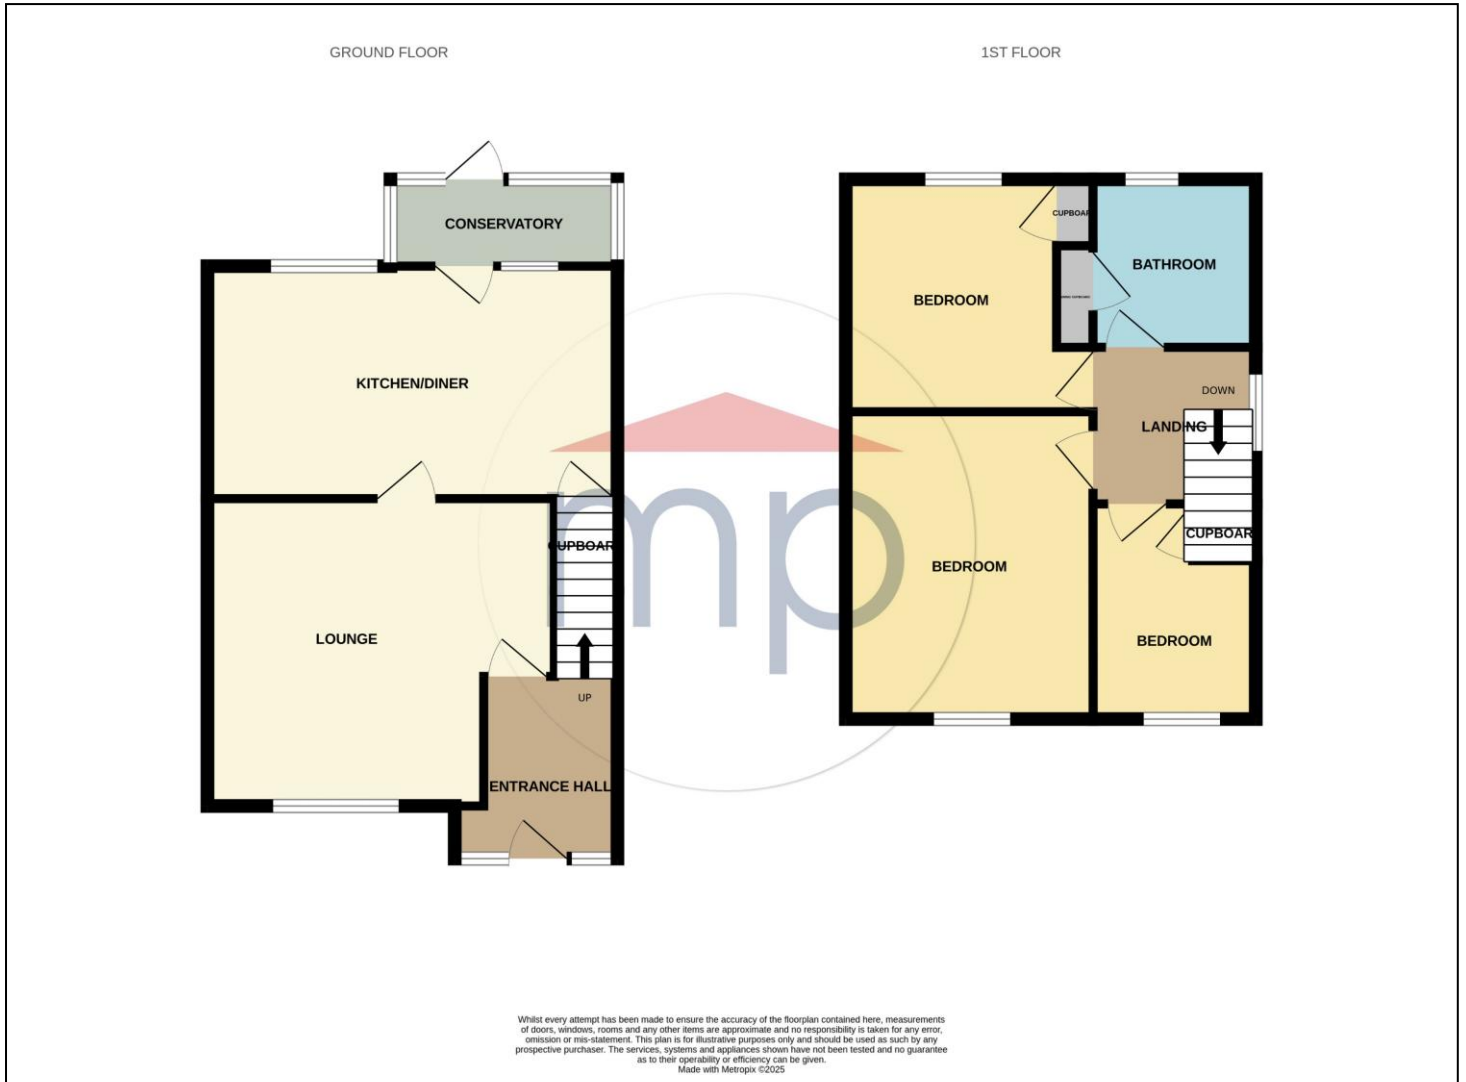 GROUND FLOOR
1ST FLOOR
CONSERVATORY
KITCHEN/DINER
CUPBOAR
LOUNGE
UP
ENTRANCE HALL
CUPBOAR
BATHROOM
BEDROOM
DOWN
LANDING
CUPBOAR
BEDROOM
BEDROOM
mp
Whilst every attempt has been made to ensure the accuracy of the floorplan contained here, measurements
of doors, windows, rooms and any other items are approximate and no responsibility is taken for any error,
omission or mis-statement. This plan is for illustrative purposes only and should be used as such by any
prospective purchaser. The services, systems and appliances shown have not been tested and no guarantee
as to their operability or efficiency can be given.
Made with Metropix ©2025